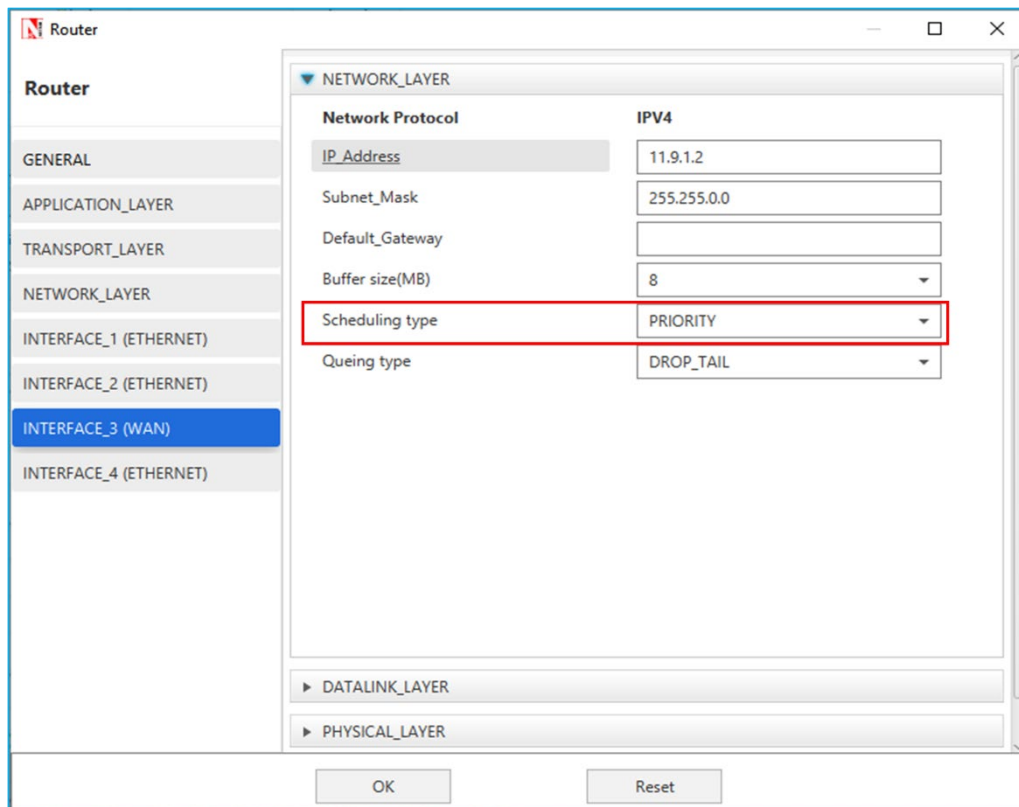 Router
Router
GENERAL
APPLICATION_LAYER
TRANSPORT_LAYER
NETWORK_LAYER
INTERFACE_1 (ETHERNET)
INTERFACE_2 (ETHERNET)
INTERFACE_3 (WAN)
INTERFACE_4 (ETHERNET)
NETWORK_LAYER
Network Protocol IPV4
IP_Address 11.9.1.2
Subnet_Mask 255.255.0.0
Default_Gateway
Buffer size(MB) 8
Scheduling type PRIORITY
Queing type DROP_TAIL
DATALINK_LAYER
PHYSICAL_LAYER
OK Reset